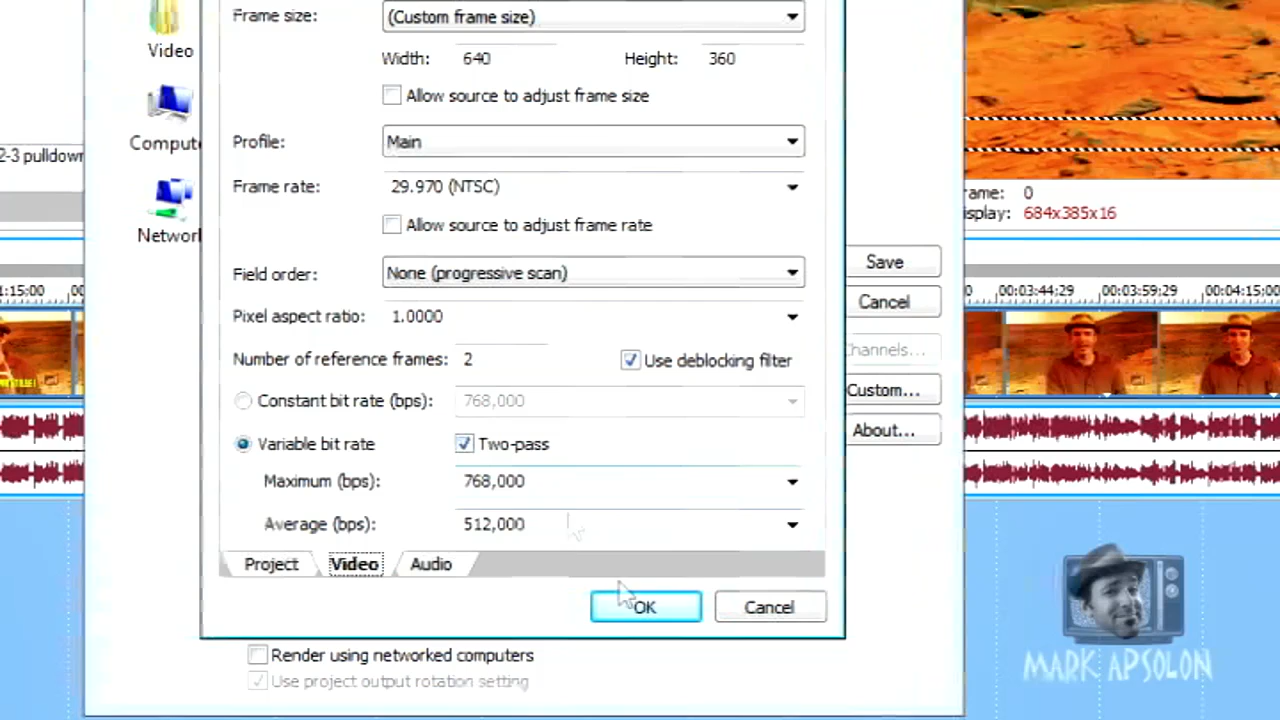 Frame size: (Custom frame size)
Video
Width: 640 Height: 360
Allow source to adjust frame size
Profile: Main
2-3 pulldown
Frame rate: 29.970 (NTSC)
rame: 0
isplay: 684x385x16
Allow source to adjust frame rate
Save
Field order: None (progressive scan)
1:15:00 00:03:44;29 00:03:59;29 00:04:15;00
Cancel
Pixel aspect ratio: 1.0000
Channels...
Number of reference frames: 2 Use deblocking filter
Custom...
Constant bit rate (bps): 768,000
About...
Variable bit rate Two-pass
Maximum (bps): 768,000
Average (bps): 512,000
Project Video Audio
OK Cancel
Render using networked computers
Use project output rotation setting
MARK APSOLON